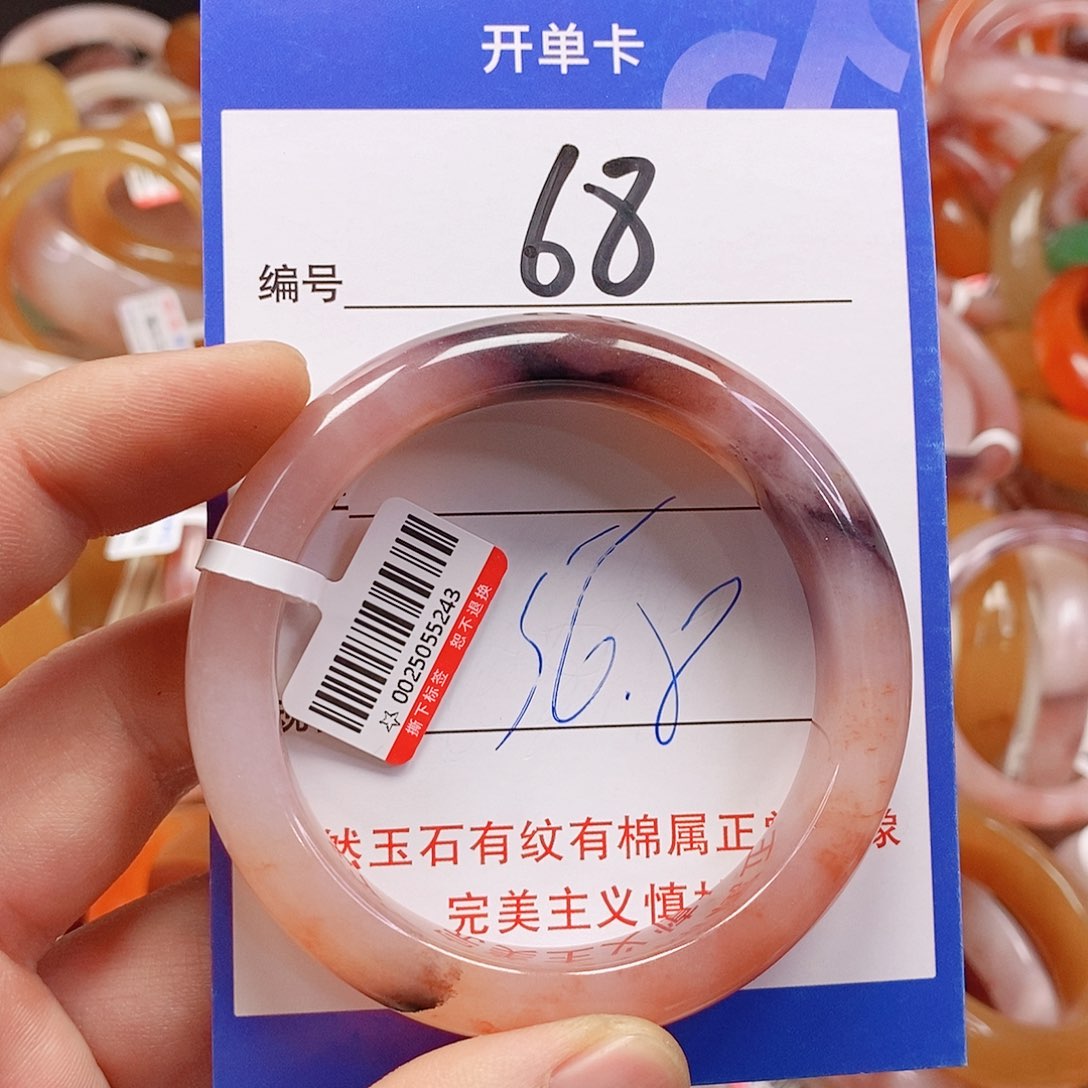 开单卡
编号 68
56.8
☆ 0025055243
撕下标签 恕不退换
然玉石有纹有棉属正
完美主义慎